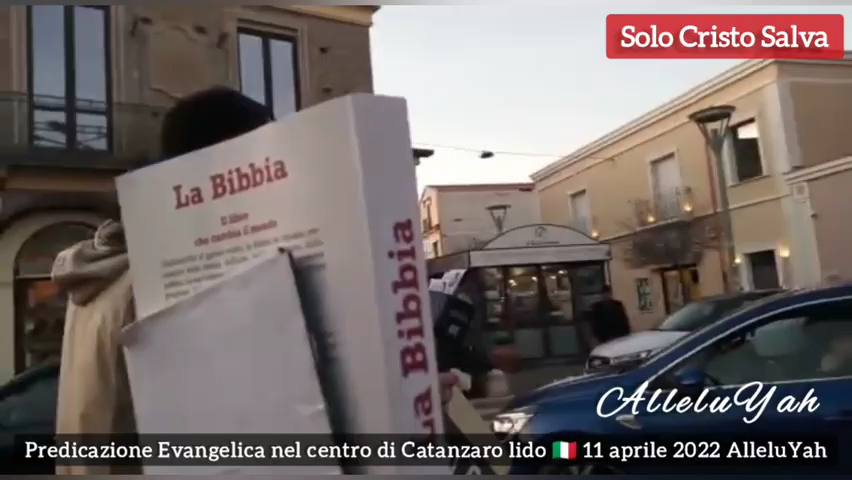 Solo Cristo Salva
La Bibbia
Il libro
che cambia il mondo
La Bibbia
AlleluYah
Predicazione Evangelica nel centro di Catanzaro lido 🇮🇹 11 aprile 2022 AlleluYah